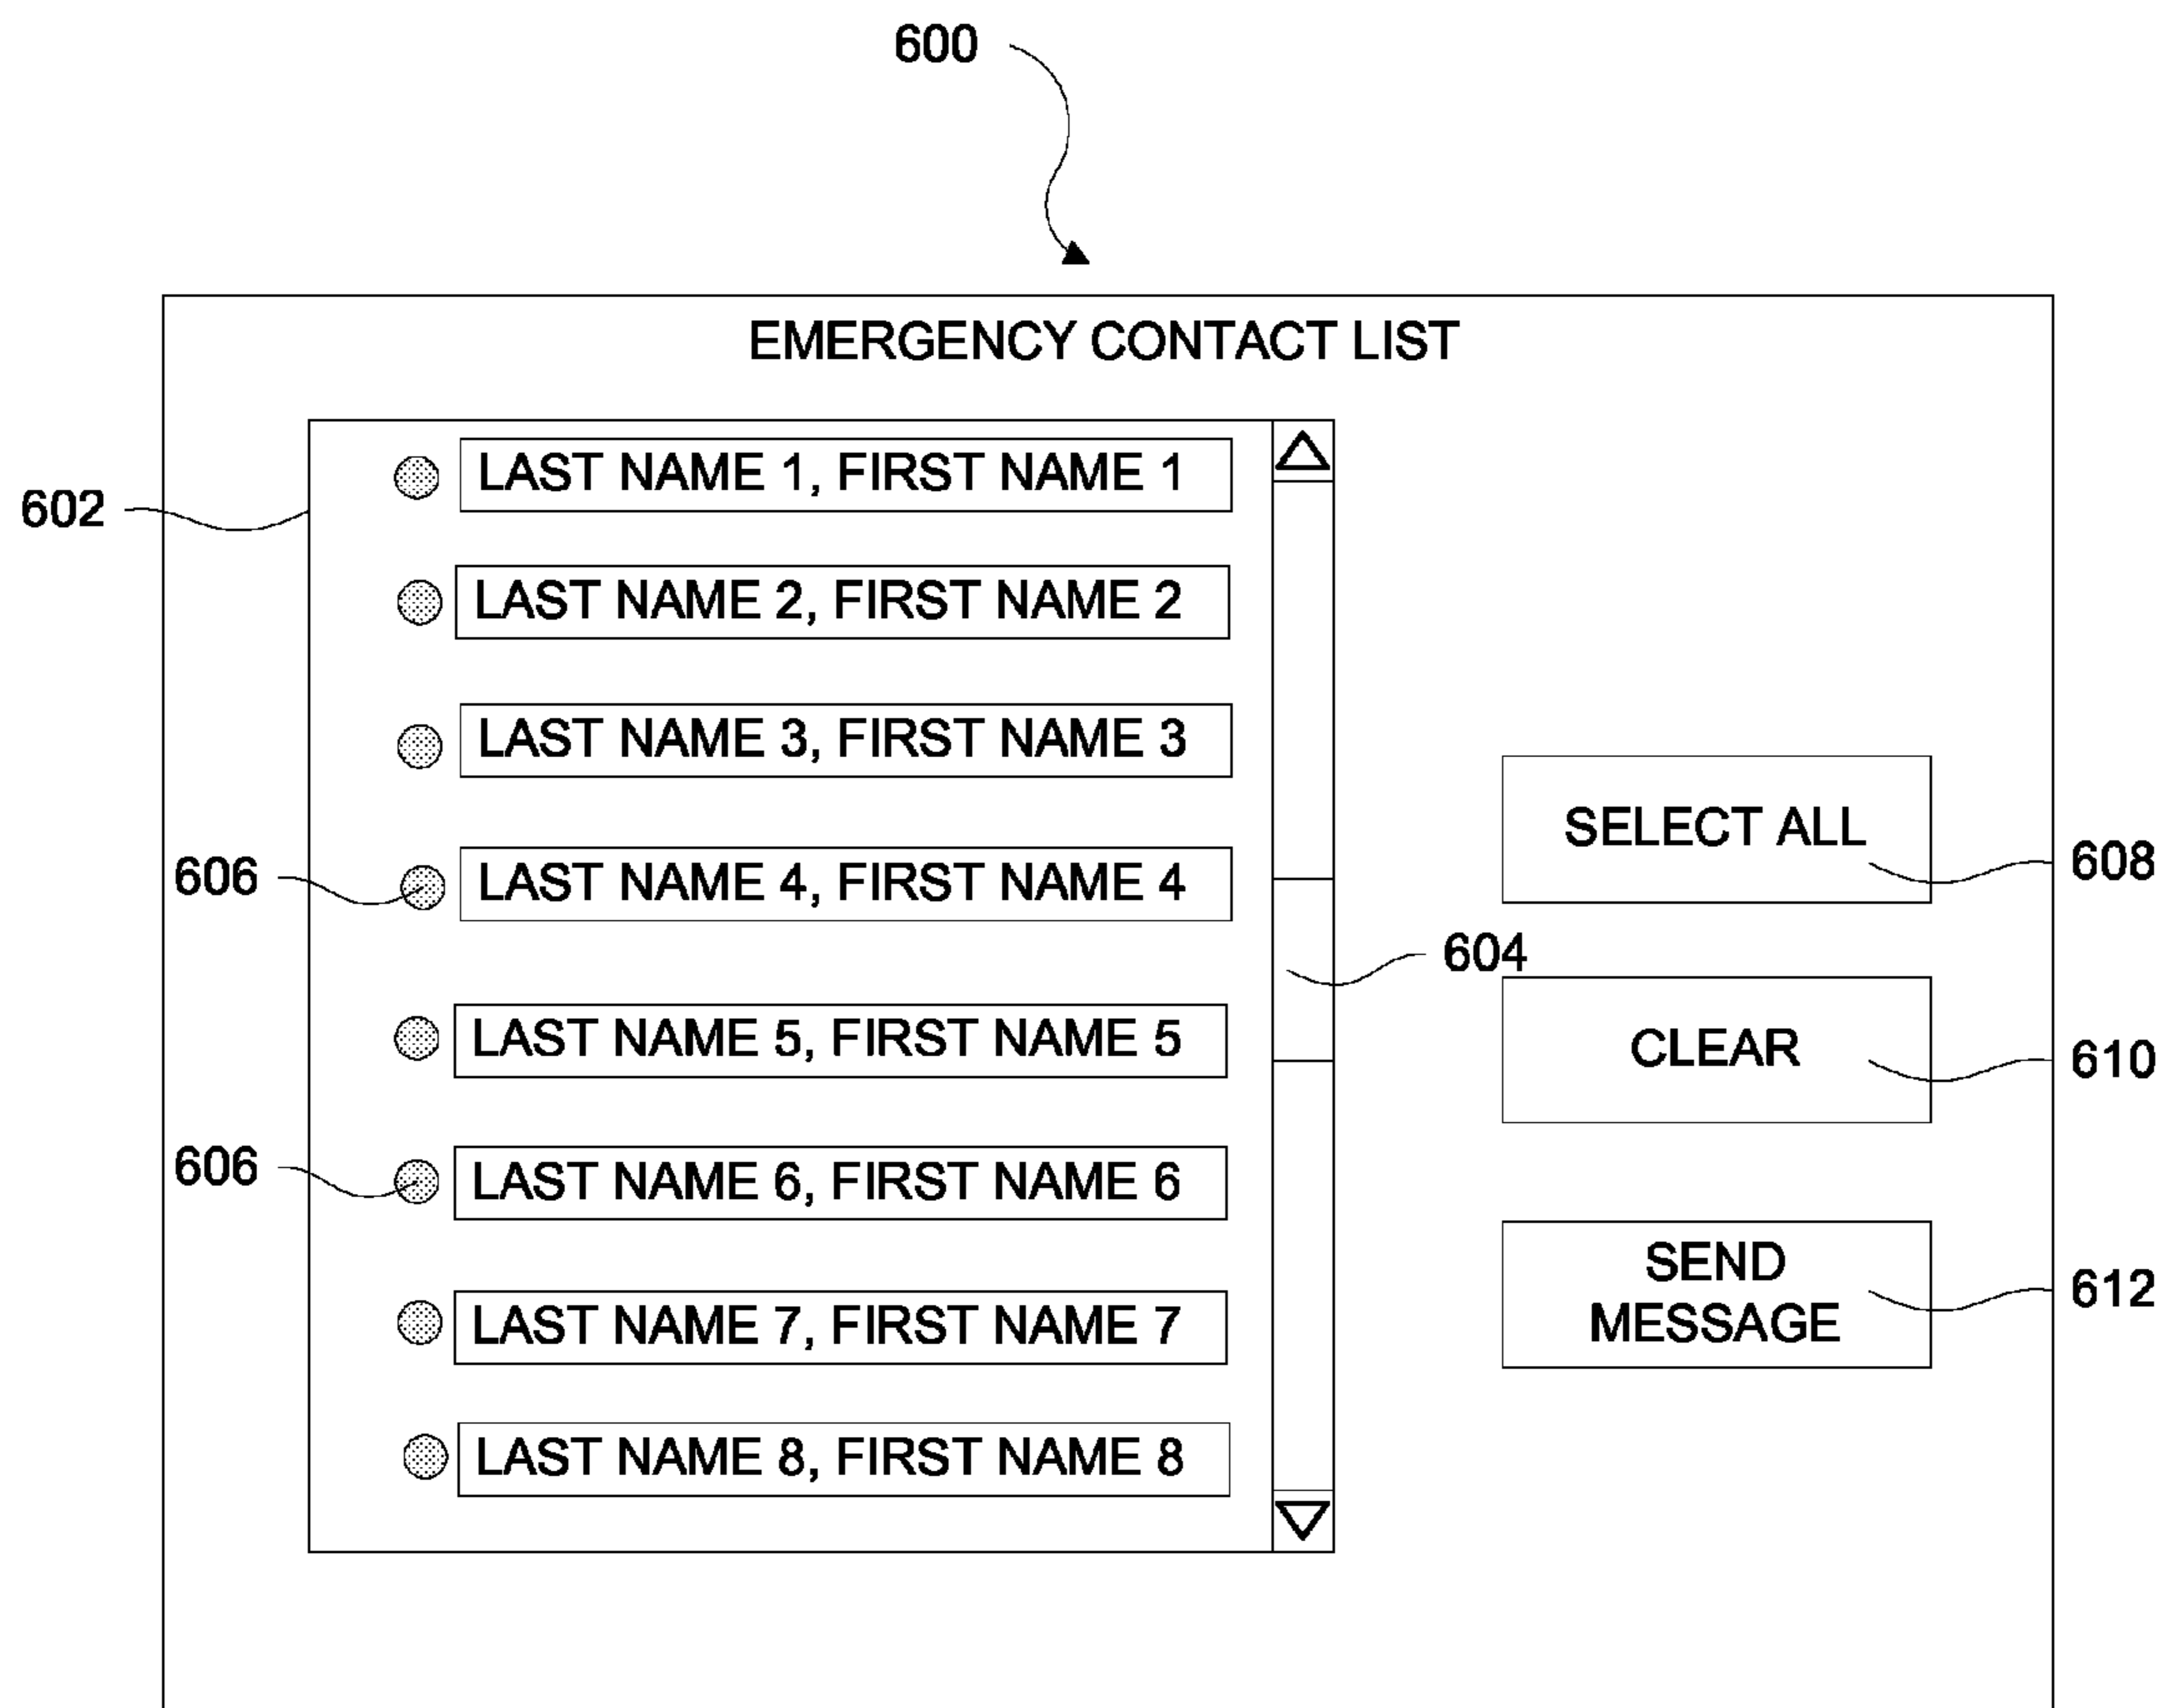 600
EMERGENCY CONTACT LIST
602
LAST NAME 1, FIRST NAME 1
LAST NAME 2, FIRST NAME 2
LAST NAME 3, FIRST NAME 3
606
LAST NAME 4, FIRST NAME 4
604
LAST NAME 5, FIRST NAME 5
606
LAST NAME 6, FIRST NAME 6
LAST NAME 7, FIRST NAME 7
LAST NAME 8, FIRST NAME 8
SELECT ALL
608
CLEAR
610
SEND
MESSAGE
612